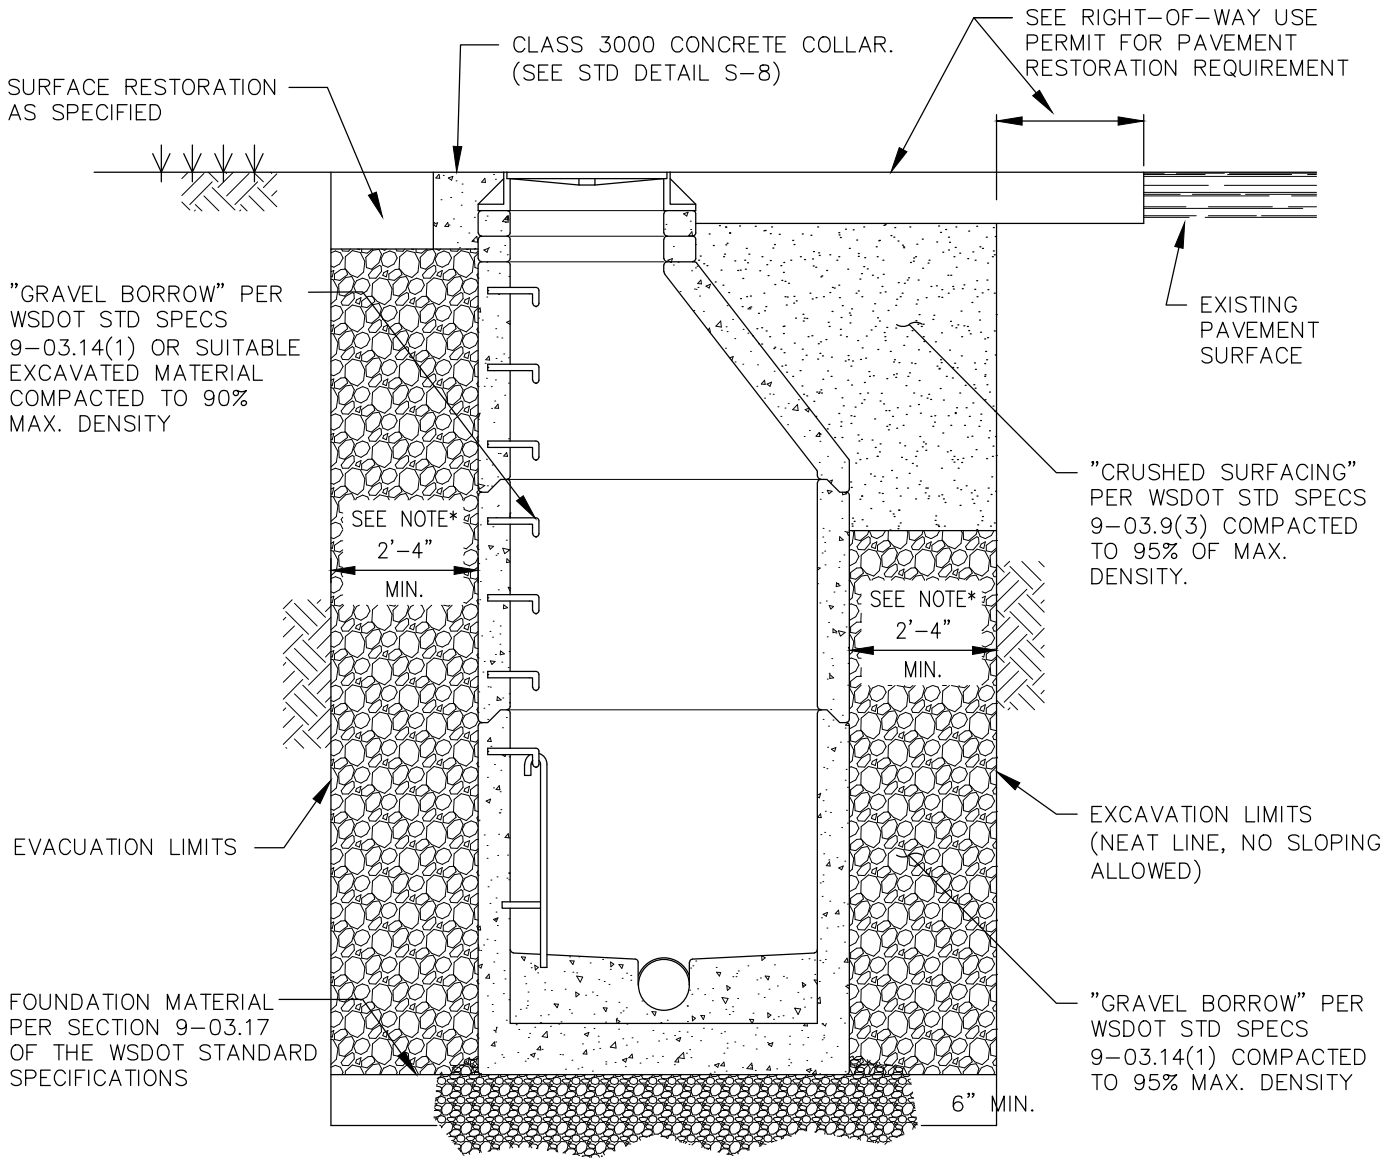 SEE RIGHT-OF-WAY USE
PERMIT FOR PAVEMENT
RESTORATION REQUIREMENT
CLASS 3000 CONCRETE COLLAR.
(SEE STD DETAIL S-8)
SURFACE RESTORATION
AS SPECIFIED
"GRAVEL BORROW" PER
WSDOT STD SPECS
9-03.14(1) OR SUITABLE
EXCAVATED MATERIAL
COMPACTED TO 90%
MAX. DENSITY
EXISTING
PAVEMENT
SURFACE
"CRUSHED SURFACING"
PER WSDOT STD SPECS
9-03.9(3) COMPACTED
TO 95% OF MAX.
DENSITY.
SEE NOTE*
2'-4"
MIN.
SEE NOTE*
2'-4"
MIN.
EVACUATION LIMITS
EXCAVATION LIMITS
(NEAT LINE, NO SLOPING
ALLOWED)
FOUNDATION MATERIAL
PER SECTION 9-03.17
OF THE WSDOT STANDARD
SPECIFICATIONS
"GRAVEL BORROW" PER
WSDOT STD SPECS
9-03.14(1) COMPACTED
TO 95% MAX. DENSITY
6" MIN.